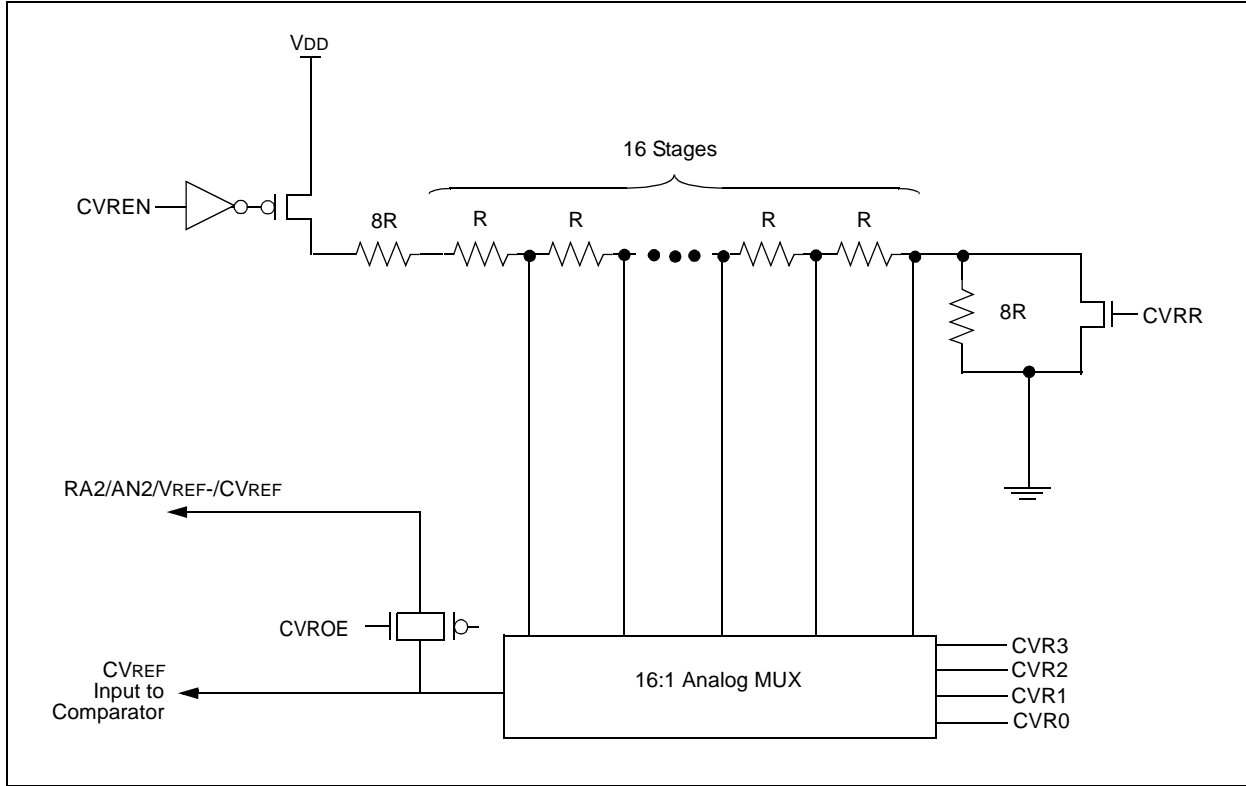 VDD
16 Stages
CVREN
8R
R
R
R
R
8R
CVRR
RA2/AN2/VREF-/CVREF
CVROE
CVREF
Input to
Comparator
16:1 Analog MUX
CVR3
CVR2
CVR1
CVR0